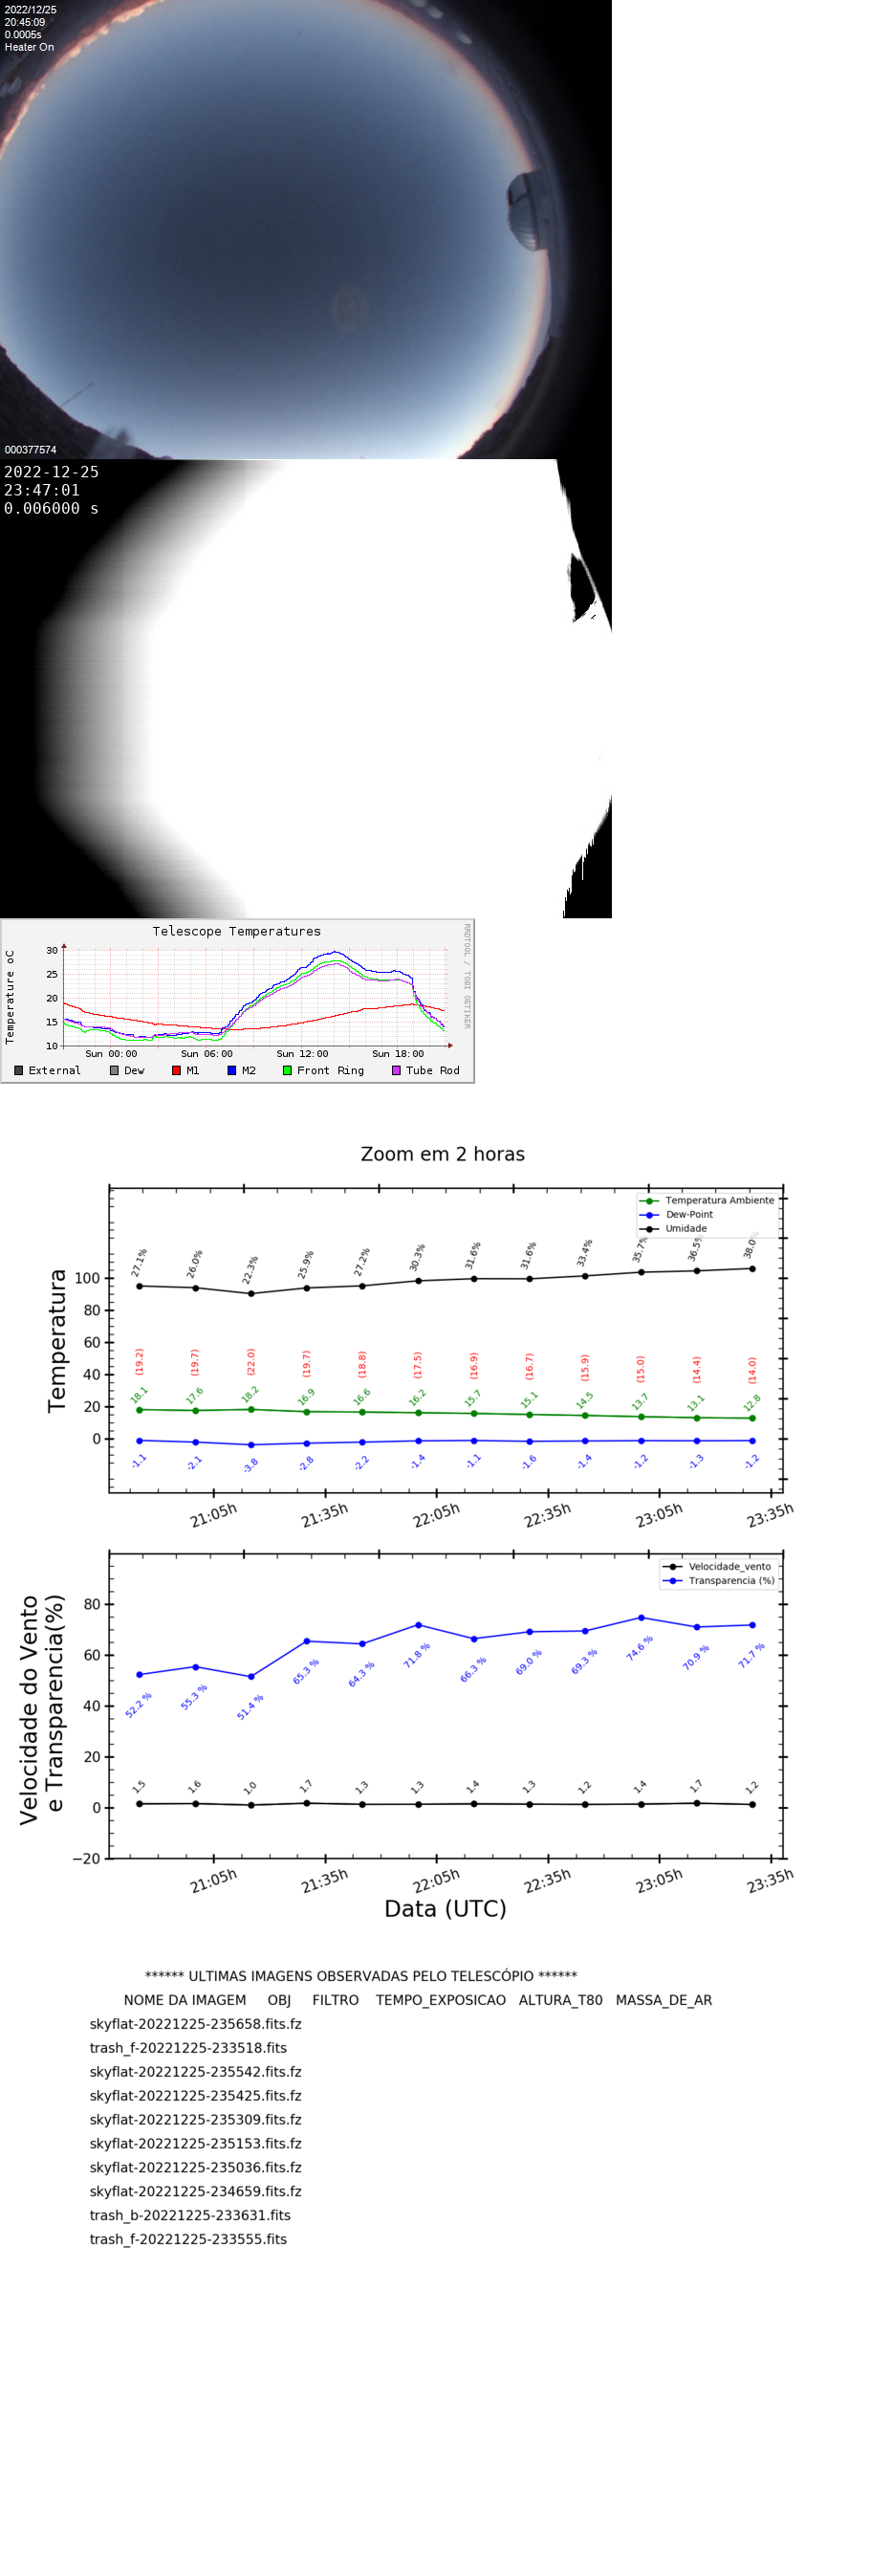 2022/12/25
20:45:09
0.0005s
Heater On
000377574
2022-12-25
23:47:01
0.006000 s
Telescope Temperatures
RRDTOOL / TOBI OETIKER
Temperature oC
30
25
20
15
10
Sun 00:00 Sun 06:00 Sun 12:00 Sun 18:00
External Dew M1 M2 Front Ring Tube Rod
Zoom em 2 horas
Temperatura Ambiente
Dew-Point
Umidade
Temperatura
100
80
60
40
20
0
27.1% 26.0% 22.3% 25.9% 27.2% 30.3% 31.6% 31.6% 33.4% 35.7% 36.5% 38.0%
(19.2) (19.7) (22.0) (19.7) (18.8) (17.5) (16.9) (16.7) (15.9) (15.0) (14.4) (14.0)
18.1 17.6 18.2 16.9 16.6 16.2 15.7 15.1 14.5 13.7 13.1 12.8
-1.1 -2.1 -3.8 -2.8 -2.2 -1.4 -1.1 -1.6 -1.4 -1.2 -1.3 -1.2
21:05h 21:35h 22:05h 22:35h 23:05h 23:35h
Velocidade_vento
Transparencia (%)
Velocidade do Vento
e Transparencia(%)
80
60
40
20
0
−20
52.2 % 55.3 % 51.4 % 65.3 % 64.3 % 71.8 % 66.3 % 69.0 % 69.3 % 74.6 % 70.9 % 71.7 %
1.5 1.6 1.0 1.7 1.3 1.3 1.4 1.3 1.2 1.4 1.7 1.2
21:05h 21:35h 22:05h 22:35h 23:05h 23:35h
Data (UTC)
****** ULTIMAS IMAGENS OBSERVADAS PELO TELESCÓPIO ******
NOME DA IMAGEM OBJ FILTRO TEMPO_EXPOSICAO ALTURA_T80 MASSA_DE_AR
skyflat-20221225-235658.fits.fz
trash_f-20221225-233518.fits
skyflat-20221225-235542.fits.fz
skyflat-20221225-235425.fits.fz
skyflat-20221225-235309.fits.fz
skyflat-20221225-235153.fits.fz
skyflat-20221225-235036.fits.fz
skyflat-20221225-234659.fits.fz
trash_b-20221225-233631.fits
trash_f-20221225-233555.fits